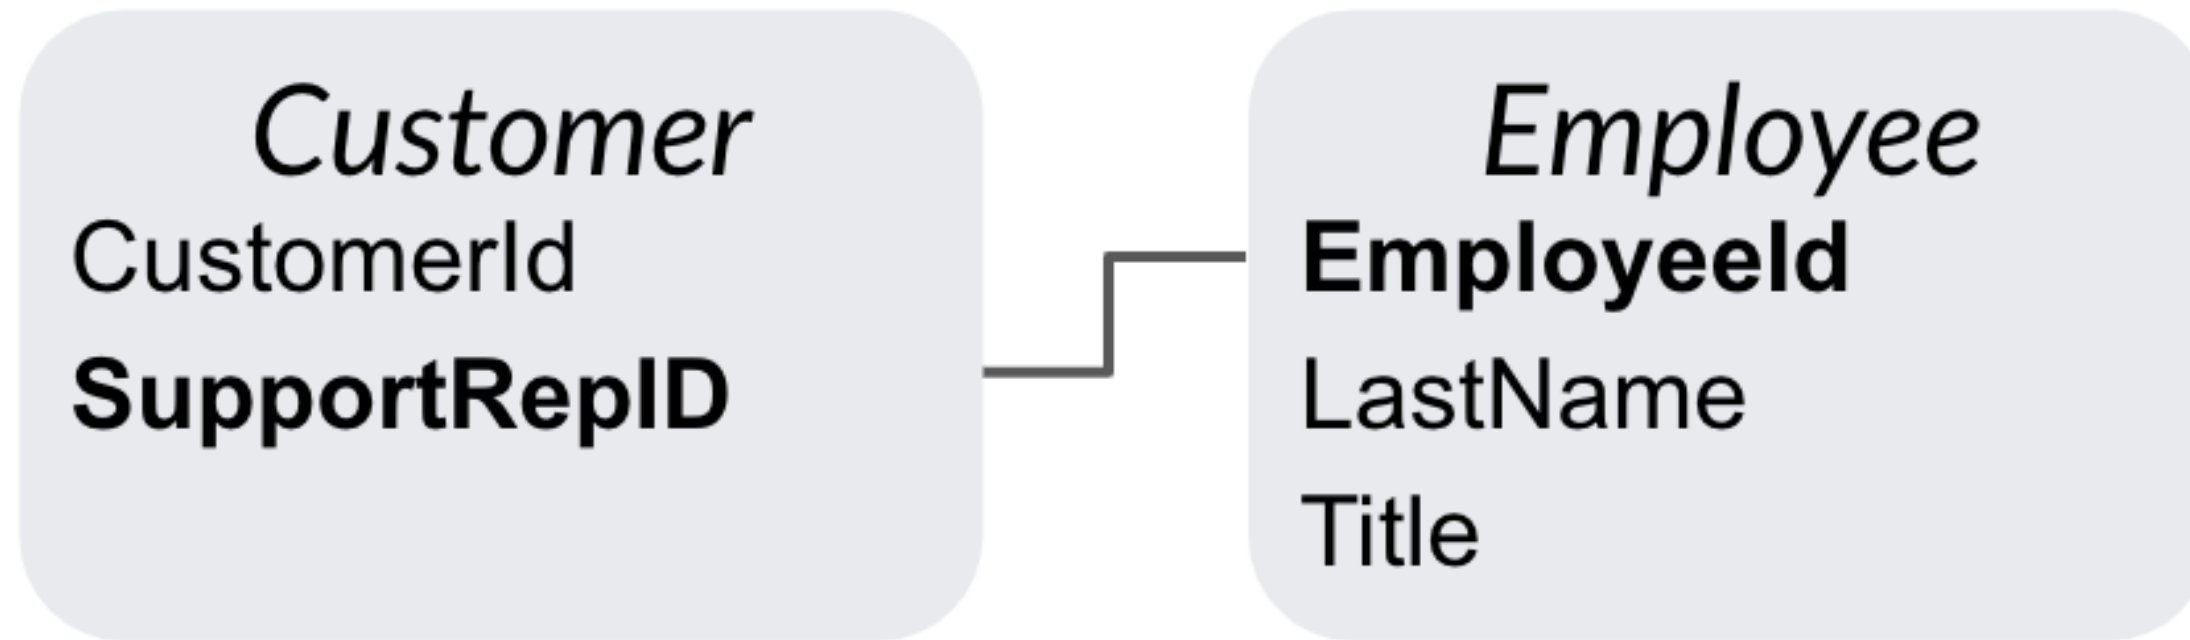 Customer
CustomerId
SupportRepID
Employee
EmployeeId
LastName
Title